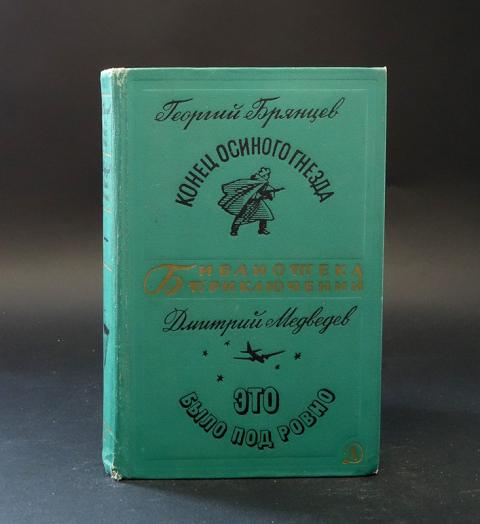 Георгий Брянцев
КОНЕЦ ОСИНОГО ГНЕЗДА
БИБЛИОТЕКА
ПРИКЛЮЧЕНИЙ
Дмитрий Медведев
ЭТО
БЫЛО ПОД РОВНО